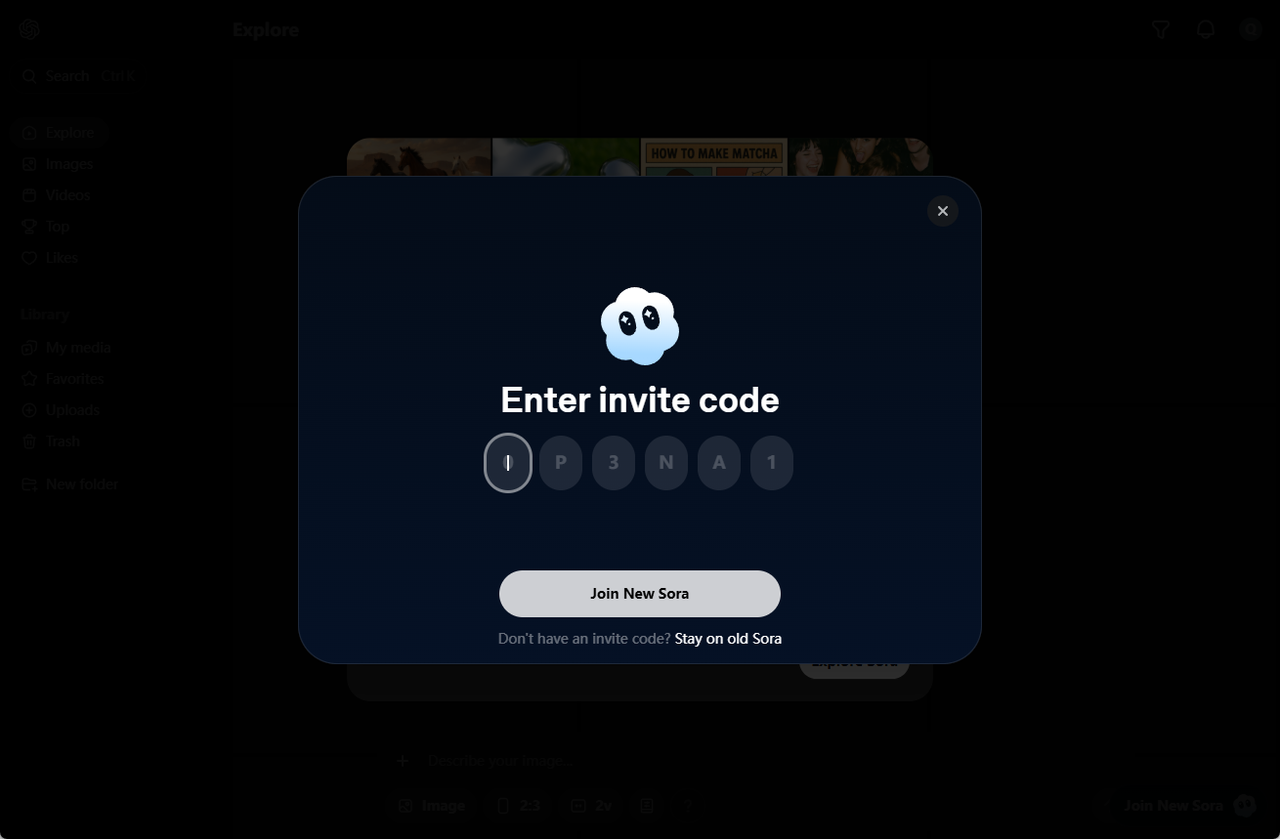 Explore
Search Ctrl K
Explore
Images
Videos
Top
Likes
Library
My media
Favorites
Uploads
Trash
New folder
HOW TO MAKE MATCHA
Enter invite code
0 P 3 N A 1
Join New Sora
Don't have an invite code? Stay on old Sora
Explore Sora
Describe your image...
Image 2:3 2v
Join New Sora